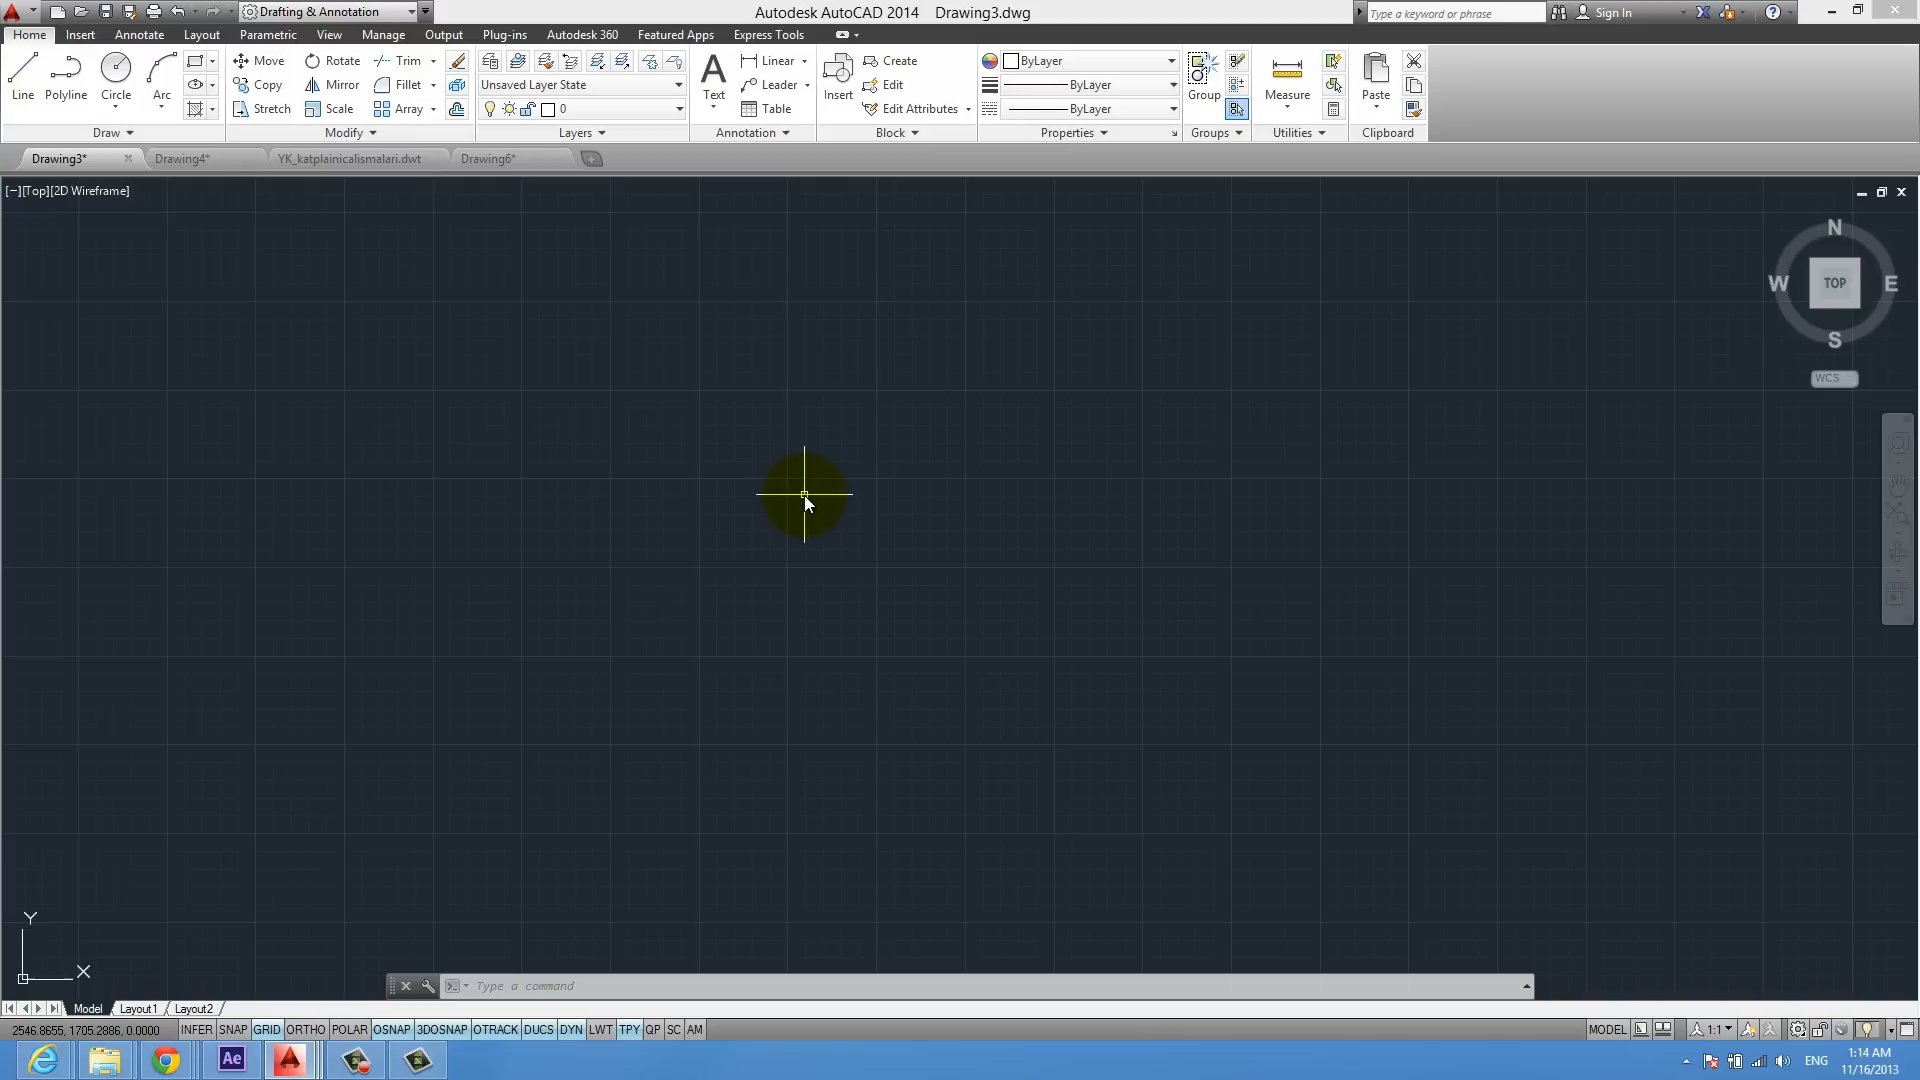 Drafting & Annotation
Autodesk AutoCAD 2014 Drawing3.dwg
Type a keyword or phrase
Sign In
Home Insert Annotate Layout Parametric View Manage Output Plug-ins Autodesk 360 Featured Apps Express Tools
Line Polyline Circle Arc
Move Rotate Trim
Copy Mirror Fillet
Stretch Scale Array
Unsaved Layer State
0
Text
Linear
Leader
Table
Insert
Create
Edit
Edit Attributes
ByLayer
ByLayer
ByLayer
Group
Measure
Paste
Draw Modify Layers Annotation Block Properties Groups Utilities Clipboard
Drawing3* Drawing4* YK_katplainicalismalari.dwt Drawing6*
[−][Top][2D Wireframe]
N
W TOP E
S
WCS
Y
X
Type a command
Model Layout1 Layout2
2546.8655, 1705.2886, 0.0000 INFER SNAP GRID ORTHO POLAR OSNAP 3DOSNAP OTRACK DUCS DYN LWT TPY QP SC AM MODEL 1:1
Ae
ENG
1:14 AM
11/16/2013